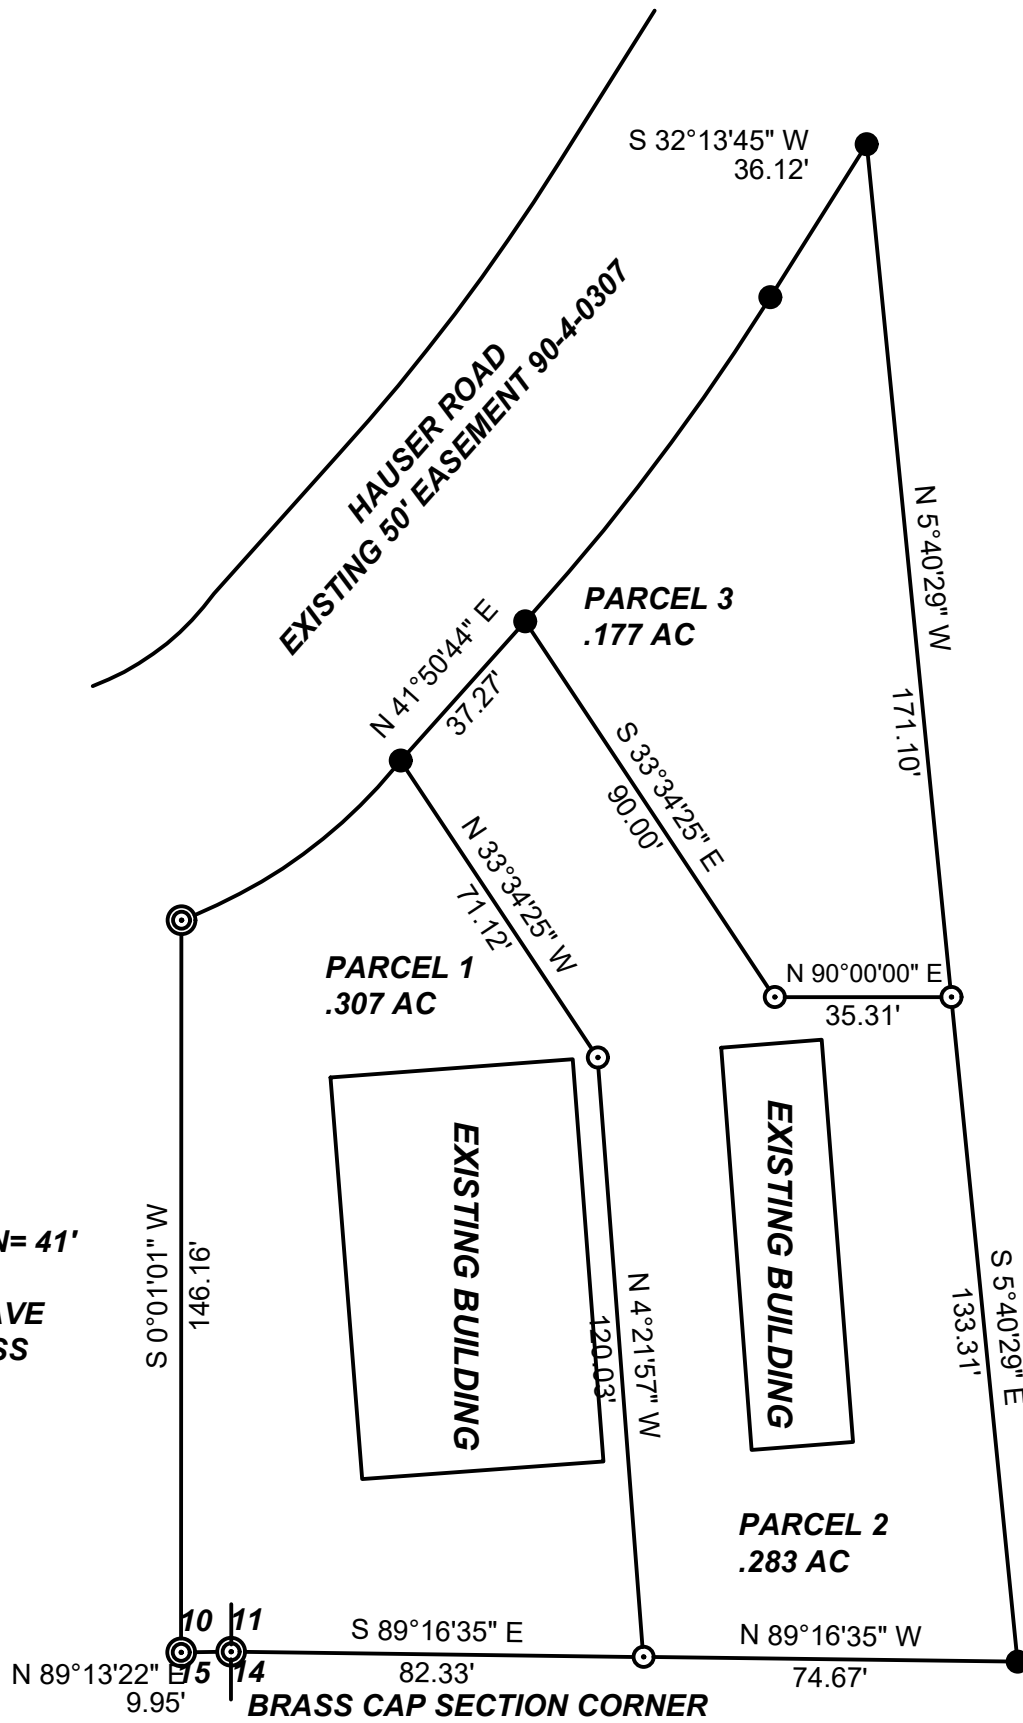 S 32°13'45" W
36.12'
HAUSER ROAD
EXISTING 50' EASEMENT 90-4-0307
N 5°40'29" W
171.10'
PARCEL 3
.177 AC
N 41°50'44" E
37.27'
S 33°34'25" E
90.00'
N 33°34'25" W
71.12'
PARCEL 1
.307 AC
N 90°00'00" E
35.31'
EXISTING BUILDING
EXISTING BUILDING
N= 41'
AVE
SS
S 0°01'01" W
146.16'
N 4°21'57" W
120.03'
S 5°40'29" E
133.31'
PARCEL 2
.283 AC
10 11
15 14
S 89°16'35" E
82.33'
N 89°16'35" W
74.67'
N 89°13'22" E
9.95'
BRASS CAP SECTION CORNER